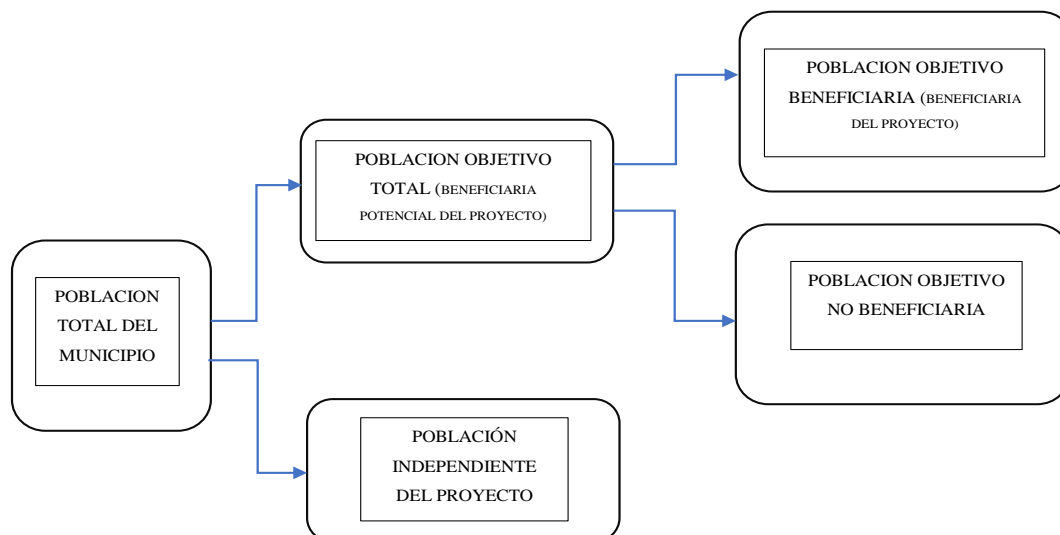 POBLACION OBJETIVO
BENEFICIARIA (BENEFICIARIA
DEL PROYECTO)
POBLACION OBJETIVO
TOTAL (BENEFICIARIA
POTENCIAL DEL PROYECTO)
POBLACION OBJETIVO
NO BENEFICIARIA
POBLACION
TOTAL DEL
MUNICIPIO
POBLACIÓN
INDEPENDIENTE
DEL PROYECTO